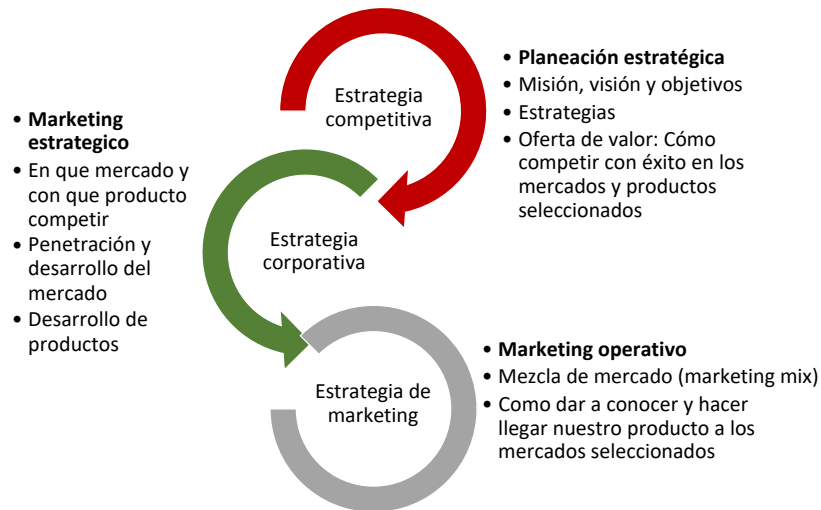 Estrategia
competitiva
• Planeación estratégica
• Misión, visión y objetivos
• Estrategias
• Oferta de valor: Cómo
competir con éxito en los
mercados y productos
seleccionados
• Marketing
estrategico
• En que mercado y
con que producto
competir
• Penetración y
desarrollo del
mercado
• Desarrollo de
productos
Estrategia
corporativa
Estrategia de
marketing
• Marketing operativo
• Mezcla de mercado (marketing mix)
• Como dar a conocer y hacer
llegar nuestro producto a los
mercados seleccionados